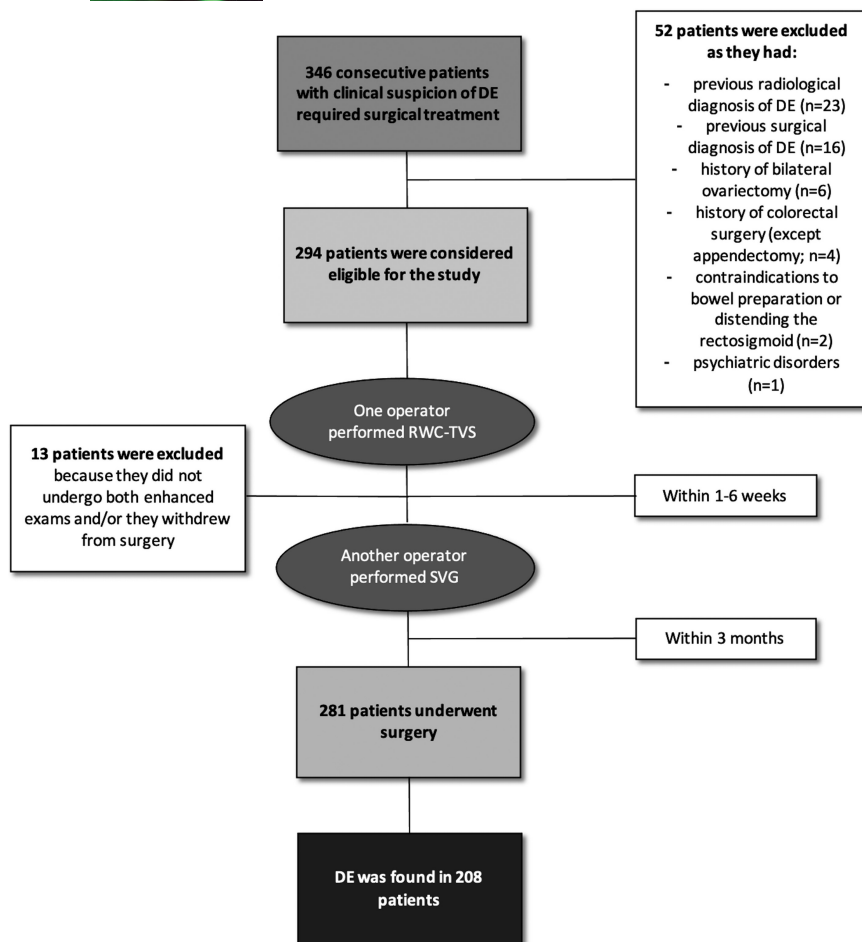 346 consecutive patients
with clinical suspicion of DE
required surgical treatment
52 patients were excluded
as they had:
- previous radiological
diagnosis of DE (n=23)
- previous surgical
diagnosis of DE (n=16)
- history of bilateral
ovariectomy (n=6)
- history of colorectal
surgery (except
appendectomy; n=4)
- contraindications to
bowel preparation or
distending the
rectosigmoid (n=2)
- psychiatric disorders
(n=1)
294 patients were considered
eligible for the study
One operator
performed RWC-TVS
13 patients were excluded
because they did not
undergo both enhanced
exams and/or they withdrew
from surgery
Within 1-6 weeks
Another operator
performed SVG
Within 3 months
281 patients underwent
surgery
DE was found in 208
patients